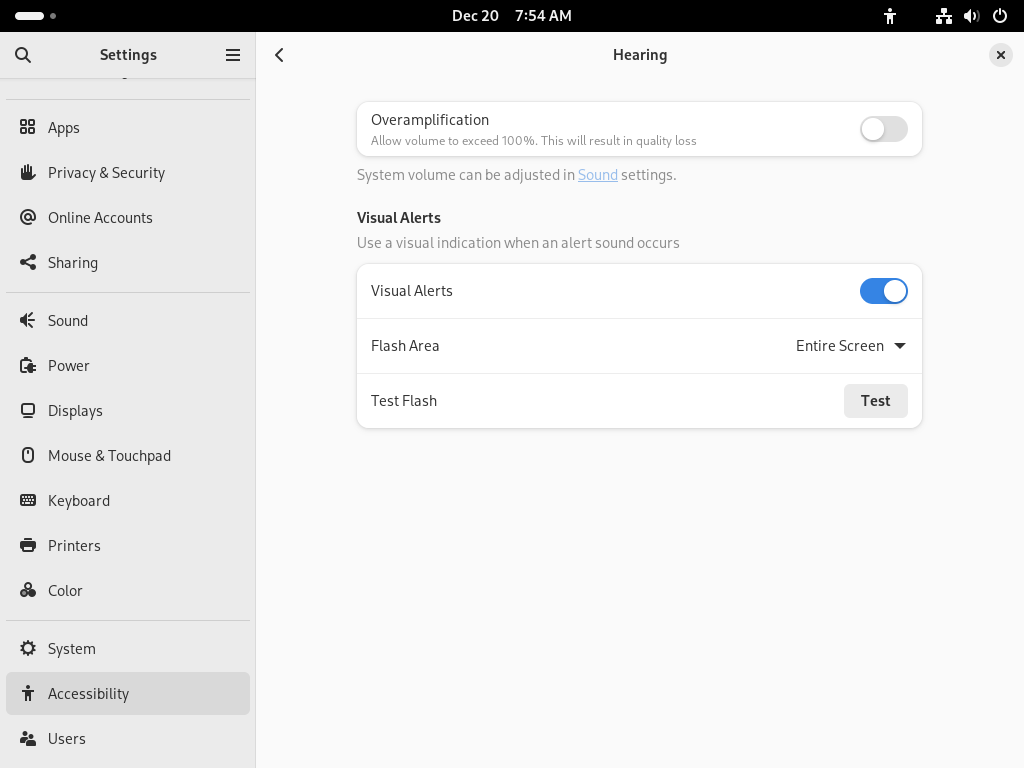 Dec 20 7:54 AM
Settings
Hearing
Apps
Privacy & Security
Online Accounts
Sharing
Sound
Power
Displays
Mouse & Touchpad
Keyboard
Printers
Color
System
Accessibility
Users
Overamplification
Allow volume to exceed 100%. This will result in quality loss
System volume can be adjusted in Sound settings.
Visual Alerts
Use a visual indication when an alert sound occurs
Visual Alerts
Flash Area Entire Screen
Test Flash Test